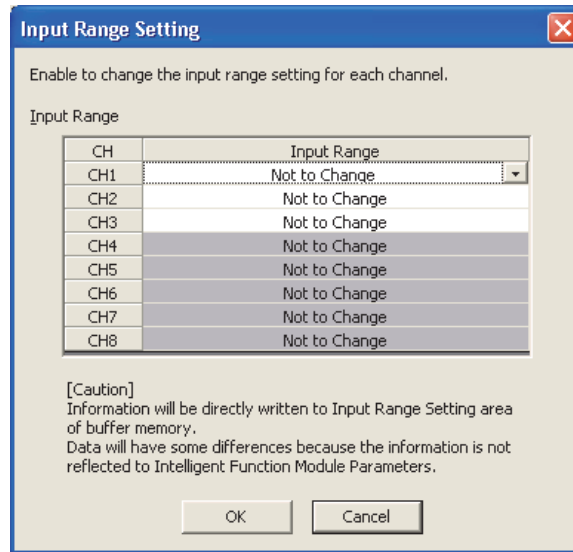 Input Range Setting
Enable to change the input range setting for each channel.
Input Range
CH Input Range
CH1 Not to Change
CH2 Not to Change
CH3 Not to Change
CH4 Not to Change
CH5 Not to Change
CH6 Not to Change
CH7 Not to Change
CH8 Not to Change
[Caution]
Information will be directly written to Input Range Setting area
of buffer memory.
Data will have some differences because the information is not
reflected to Intelligent Function Module Parameters.
OK Cancel